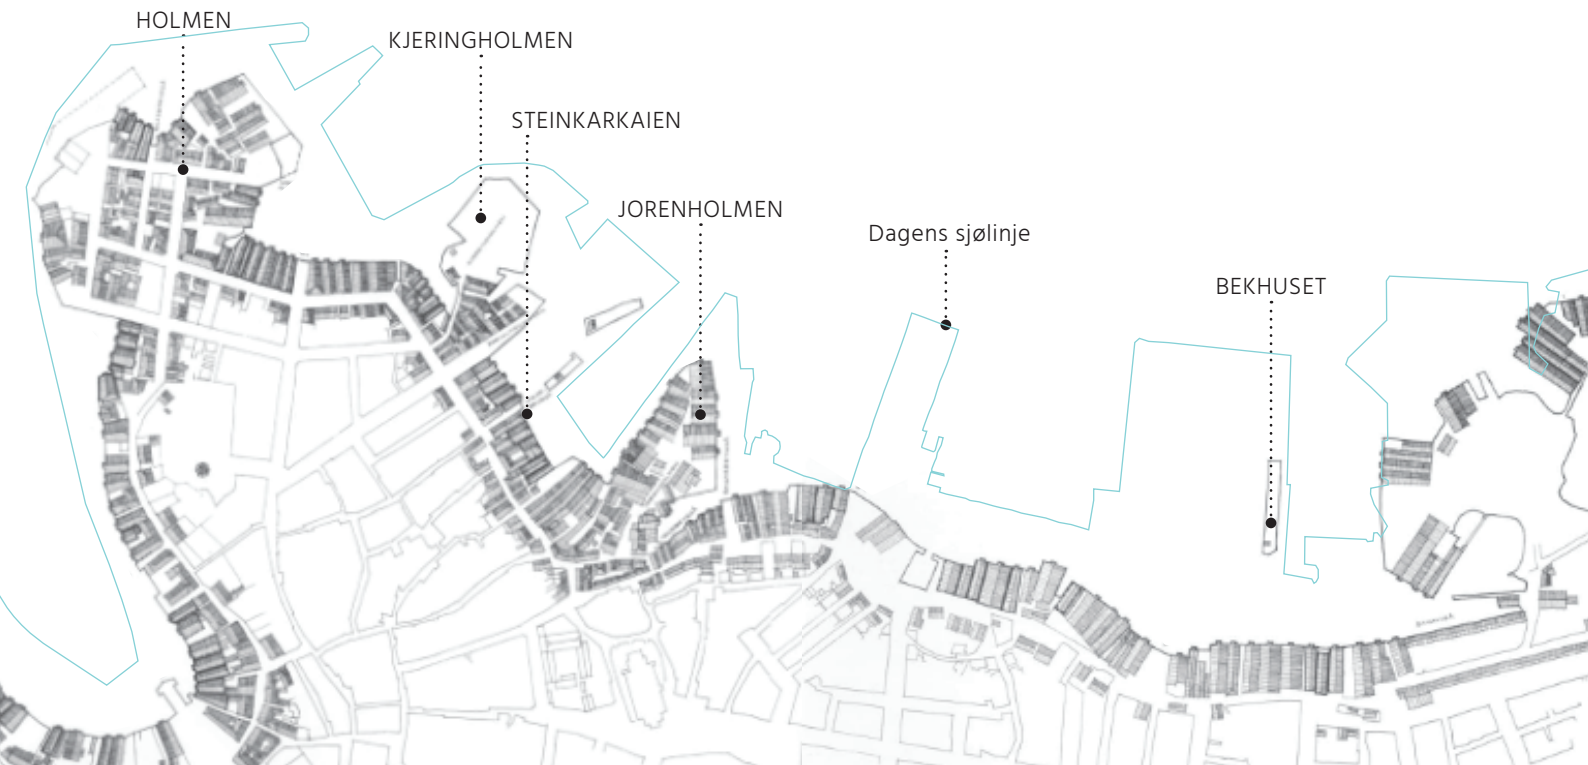 HOLMEN
KJERINGHOLMEN
STEINKARKAIEN
JORENHOLMEN
Dagens sjølinje
BEKHUSET